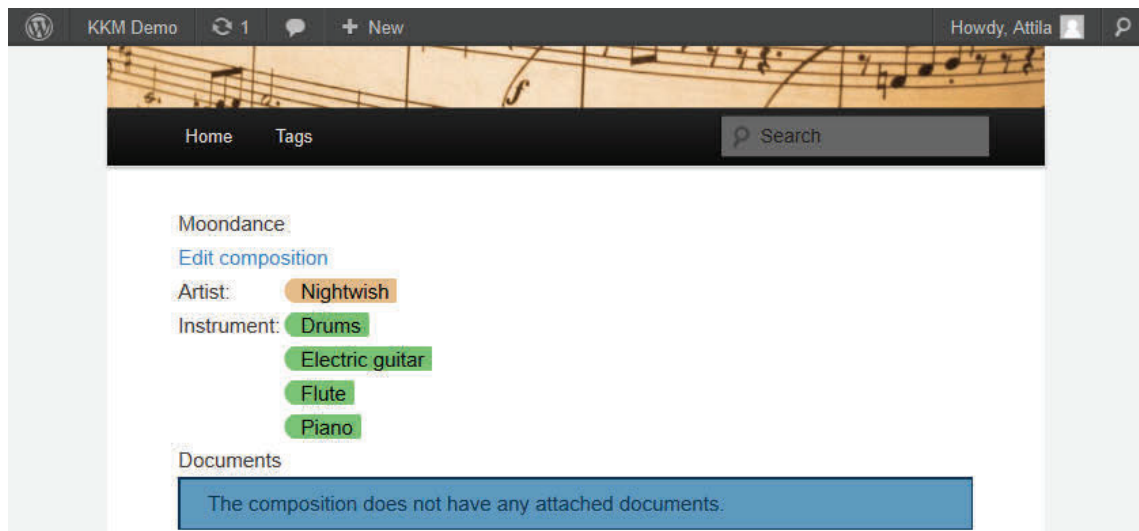 KKM Demo 1 New Howdy, Attila
Home Tags Search
Moondance
Edit composition
Artist: Nightwish
Instrument: Drums
Electric guitar
Flute
Piano
Documents
The composition does not have any attached documents.